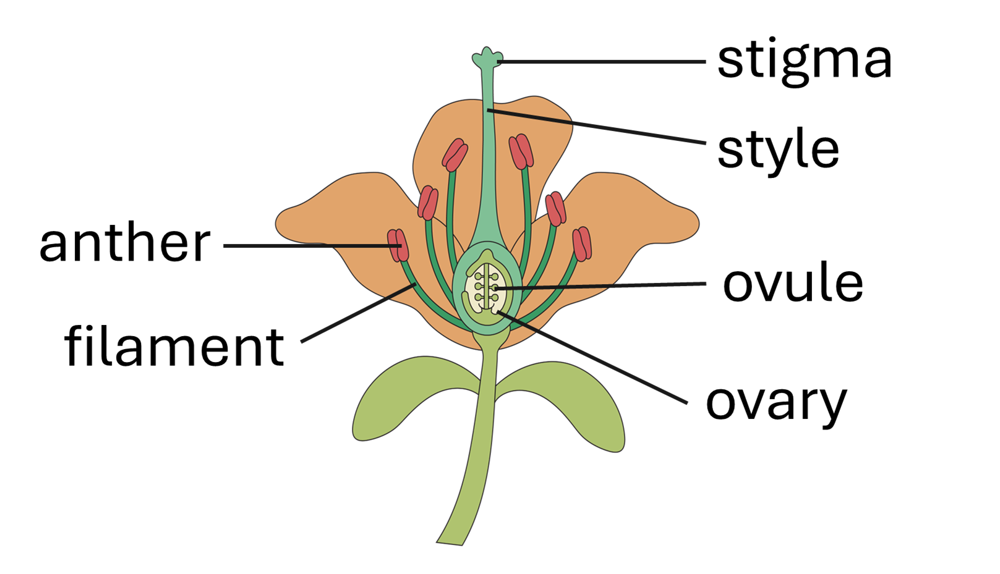 stigma
style
anther
ovule
filament
ovary